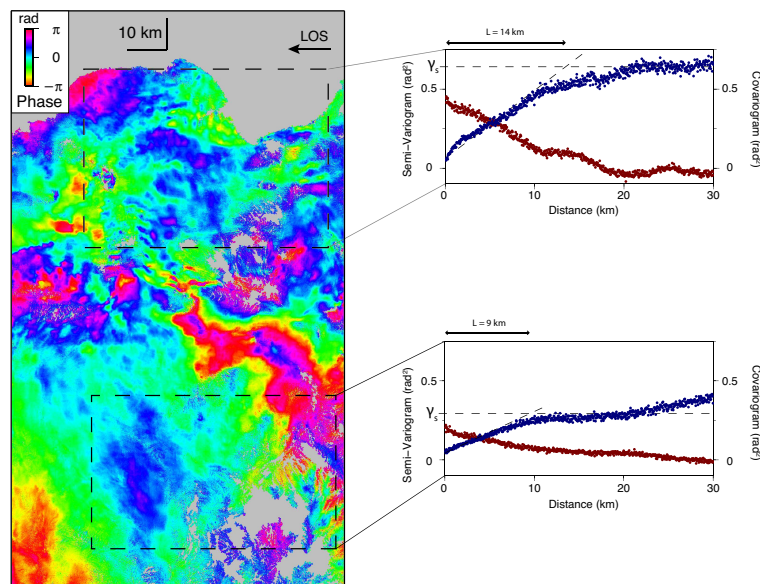 rad
π
0
−π
Phase
10 km
LOS
L = 14 km
γs
0.5
0
Semi−Variogram (rad²)
0.5
0
Covariogram (rad²)
0 10 20 30
Distance (km)
L = 9 km
γs
0.5
0
Semi−Variogram (rad²)
0.5
0
Covanogram (rad²)
0 10 20 30
Distance (km)